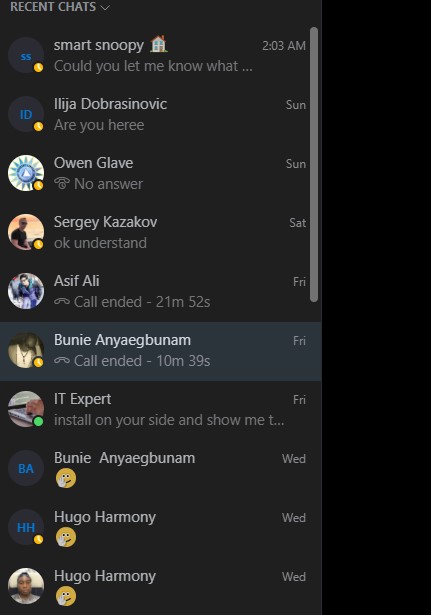 RECENT CHATS
ss
smart snoopy 🏠 2:03 AM
Could you let me know what ...
ID
Ilija Dobrasinovic Sun
Are you heree
Owen Glave Sun
No answer
Sergey Kazakov Sat
ok understand
Asif Ali Fri
Call ended - 21m 52s
Bunie Anyaegbunam Fri
Call ended - 10m 39s
IT Expert Fri
install on your side and show me t...
BA
Bunie Anyaegbunam Wed
HH
Hugo Harmony Wed
Hugo Harmony Wed